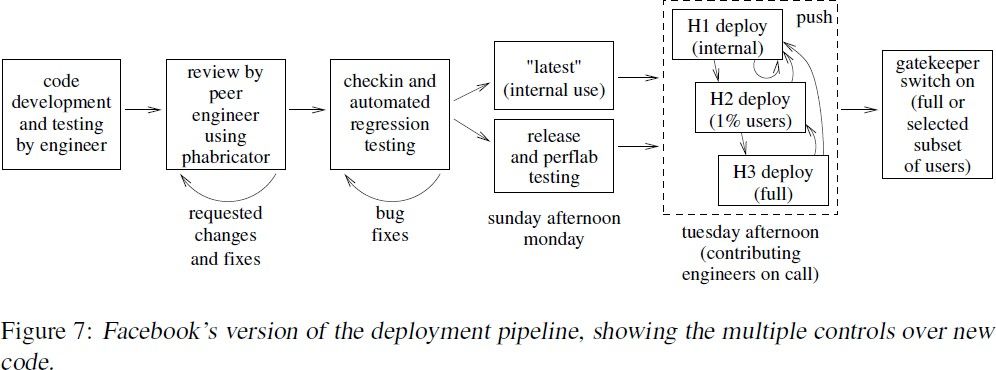 code
development
and testing
by engineer
review by
peer
engineer
using
phabricator
requested
changes
and fixes
checkin and
automated
regression
testing
bug
fixes
"latest"
(internal use)
release
and perflab
testing
sunday afternoon
monday
push
H1 deploy
(internal)
H2 deploy
(1% users)
H3 deploy
(full)
tuesday afternoon
(contributing
engineers on call)
gatekeeper
switch on
(full or
selected
subset
of users)
Figure 7: Facebook's version of the deployment pipeline, showing the multiple controls over new
code.